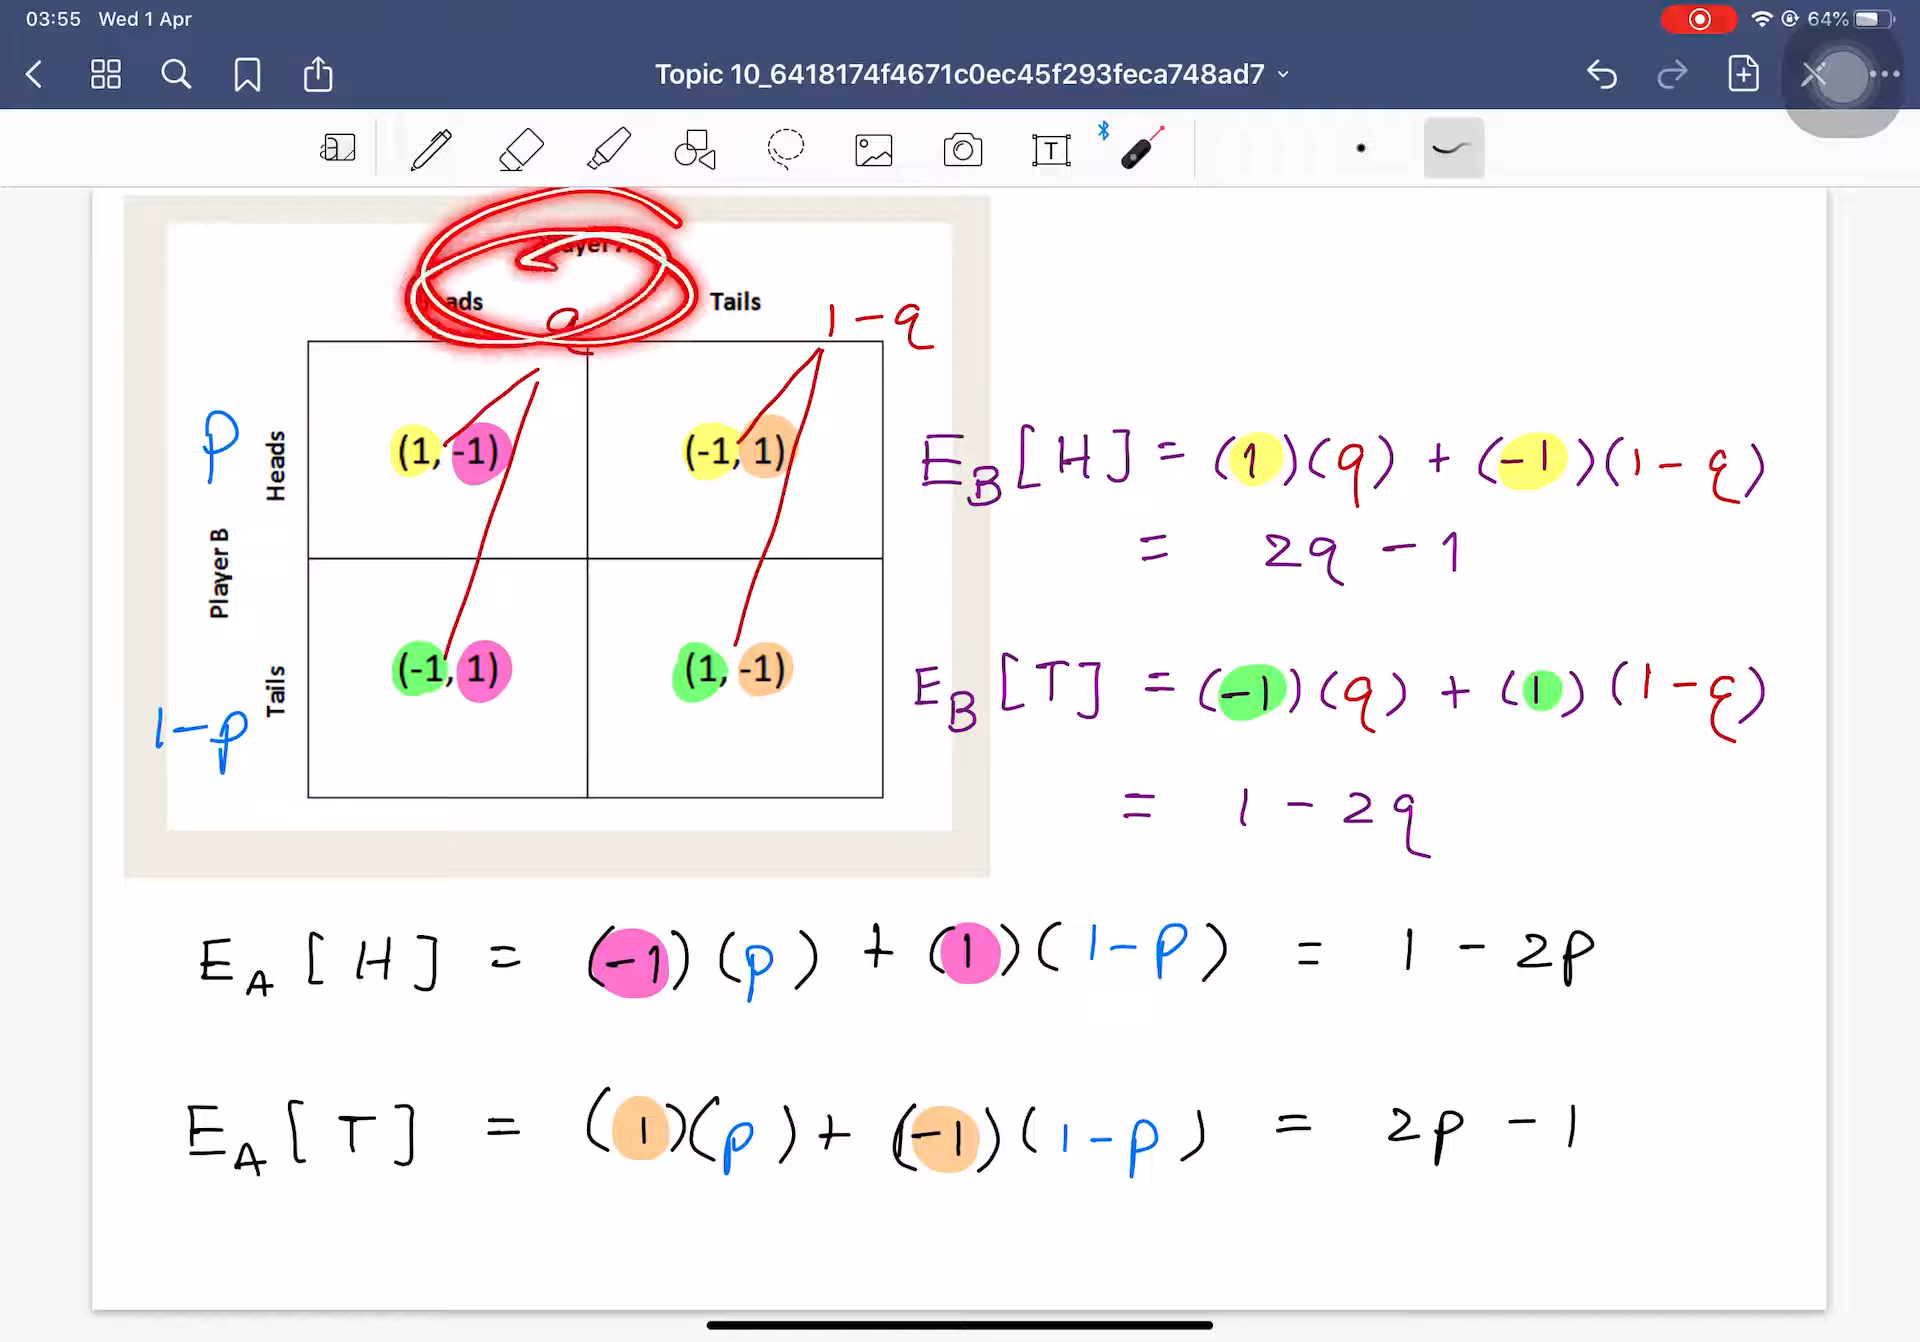 03:55 Wed 1 Apr
64%
Topic 10_6418174f4671c0ec45f293feca748ad7
Tails
q
1-q
p
Heads
(1, -1)
(-1, 1)
Player B
Tails
1-p
(-1, 1)
(1, -1)
E_B [H] = (1)(q) + (-1)(1-q)
= 2q - 1
E_B [T] = (-1)(q) + (1)(1-q)
= 1 - 2q
E_A [H] = (-1)(p) + (1)(1-p) = 1 - 2p
E_A [T] = (1)(p) + (-1)(1-p) = 2p - 1